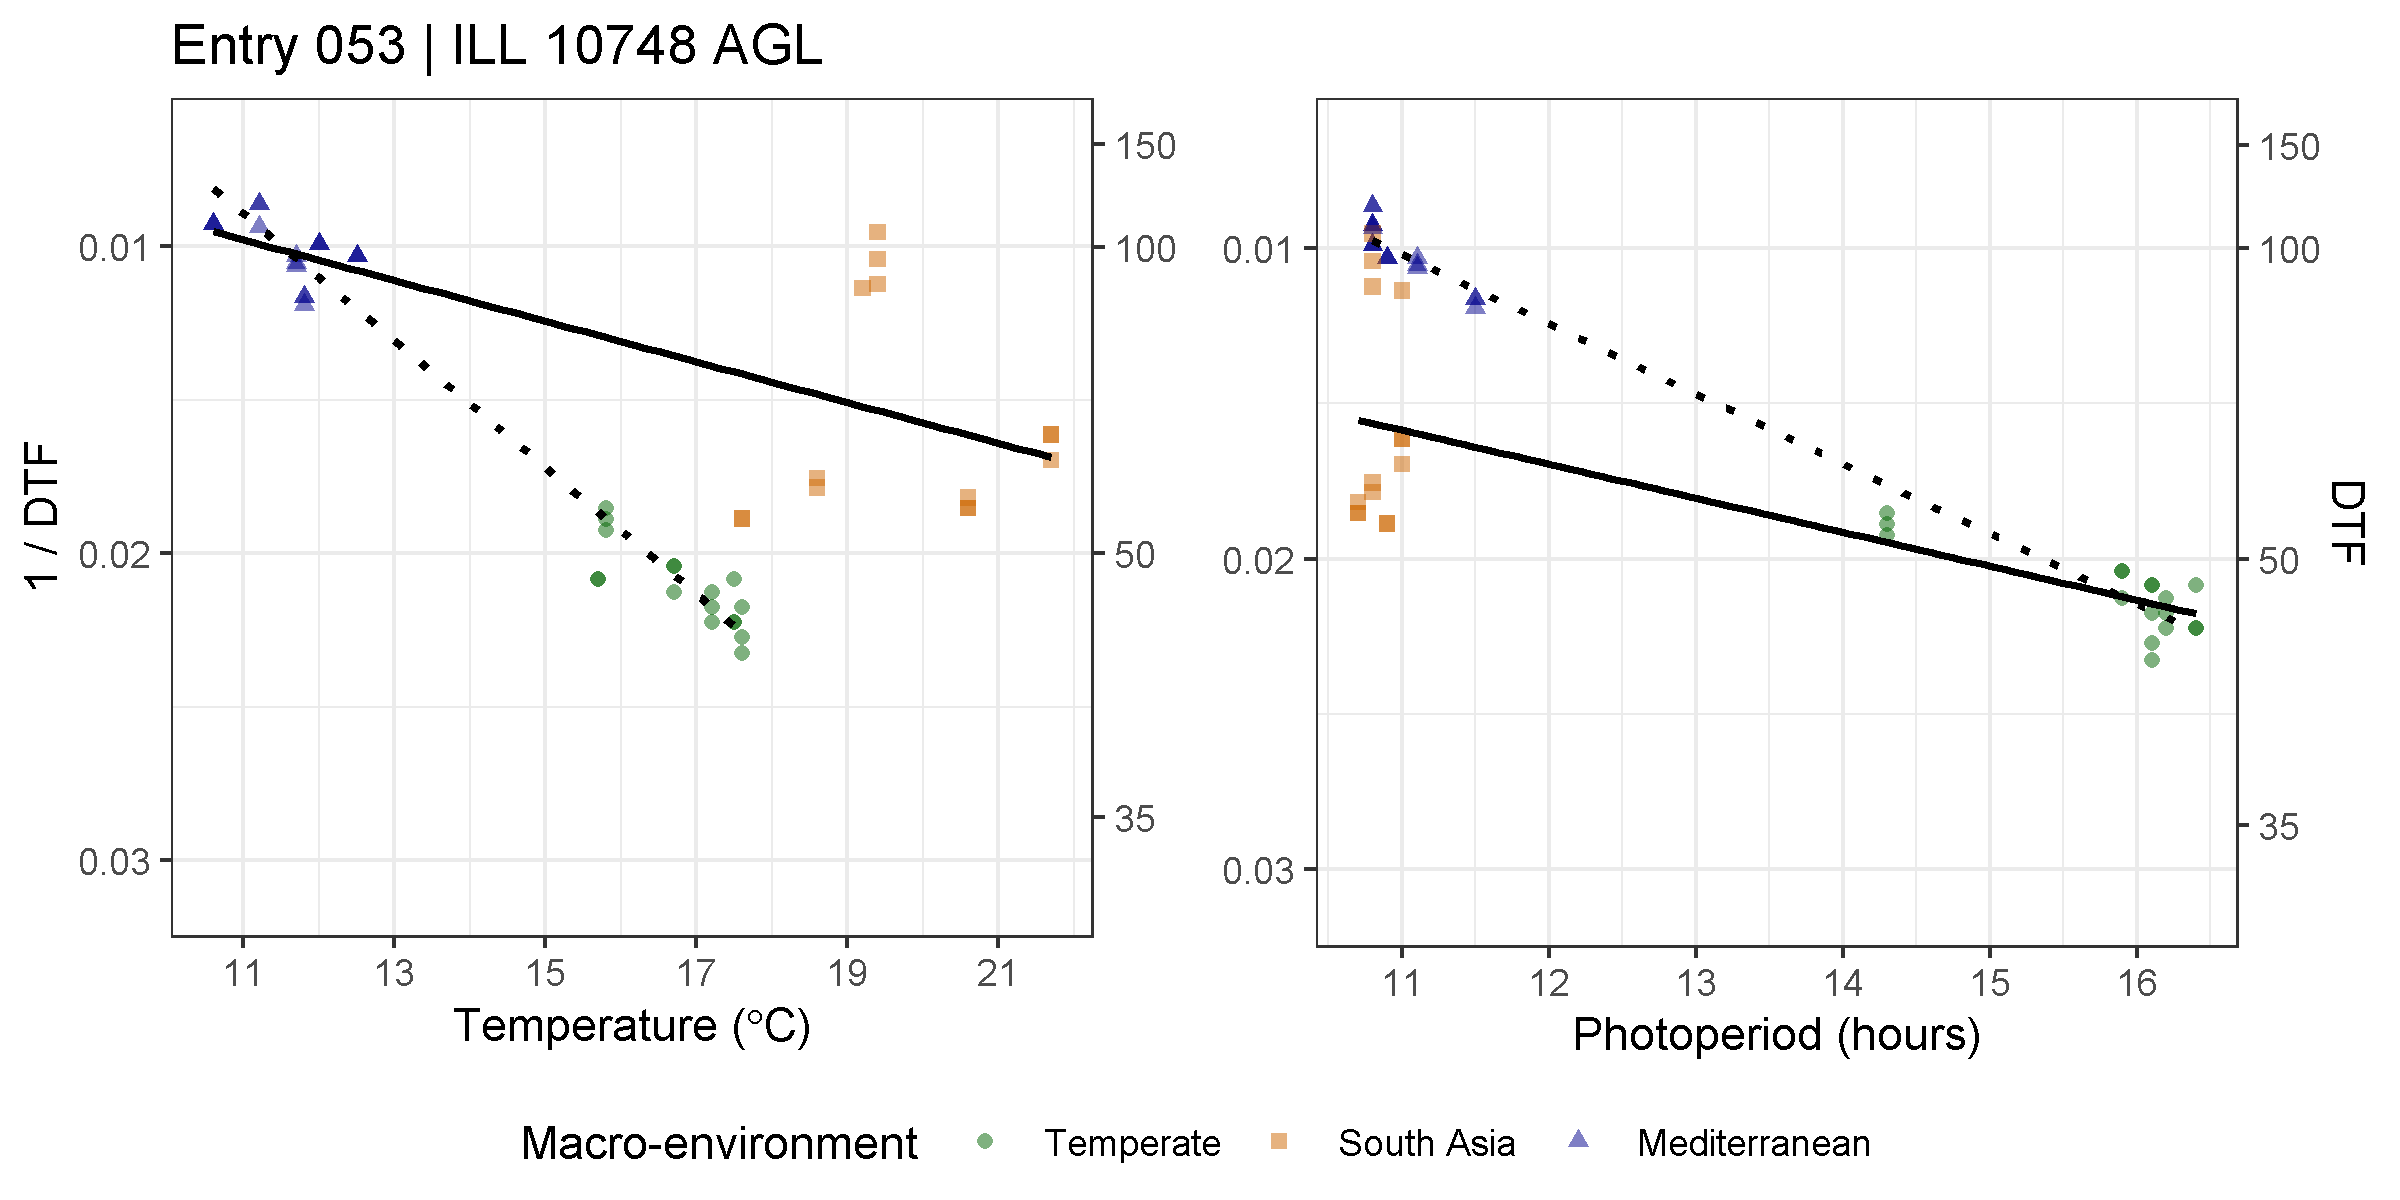 Entry 053 | ILL 10748 AGL
1 / DTF
0.01
0.02
0.03
150
100
50
35
11 13 15 17 19 21
Temperature (°C)
0.01
0.02
0.03
150
100
50
35
DTF
11 12 13 14 15 16
Photoperiod (hours)
Macro-environment Temperate South Asia Mediterranean